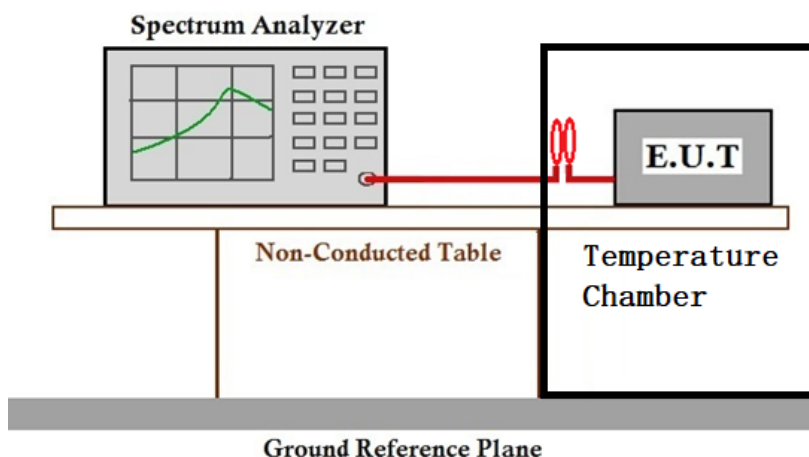 Spectrum Analyzer
E.U.T
Non-Conducted Table
Temperature
Chamber
Ground Reference Plane